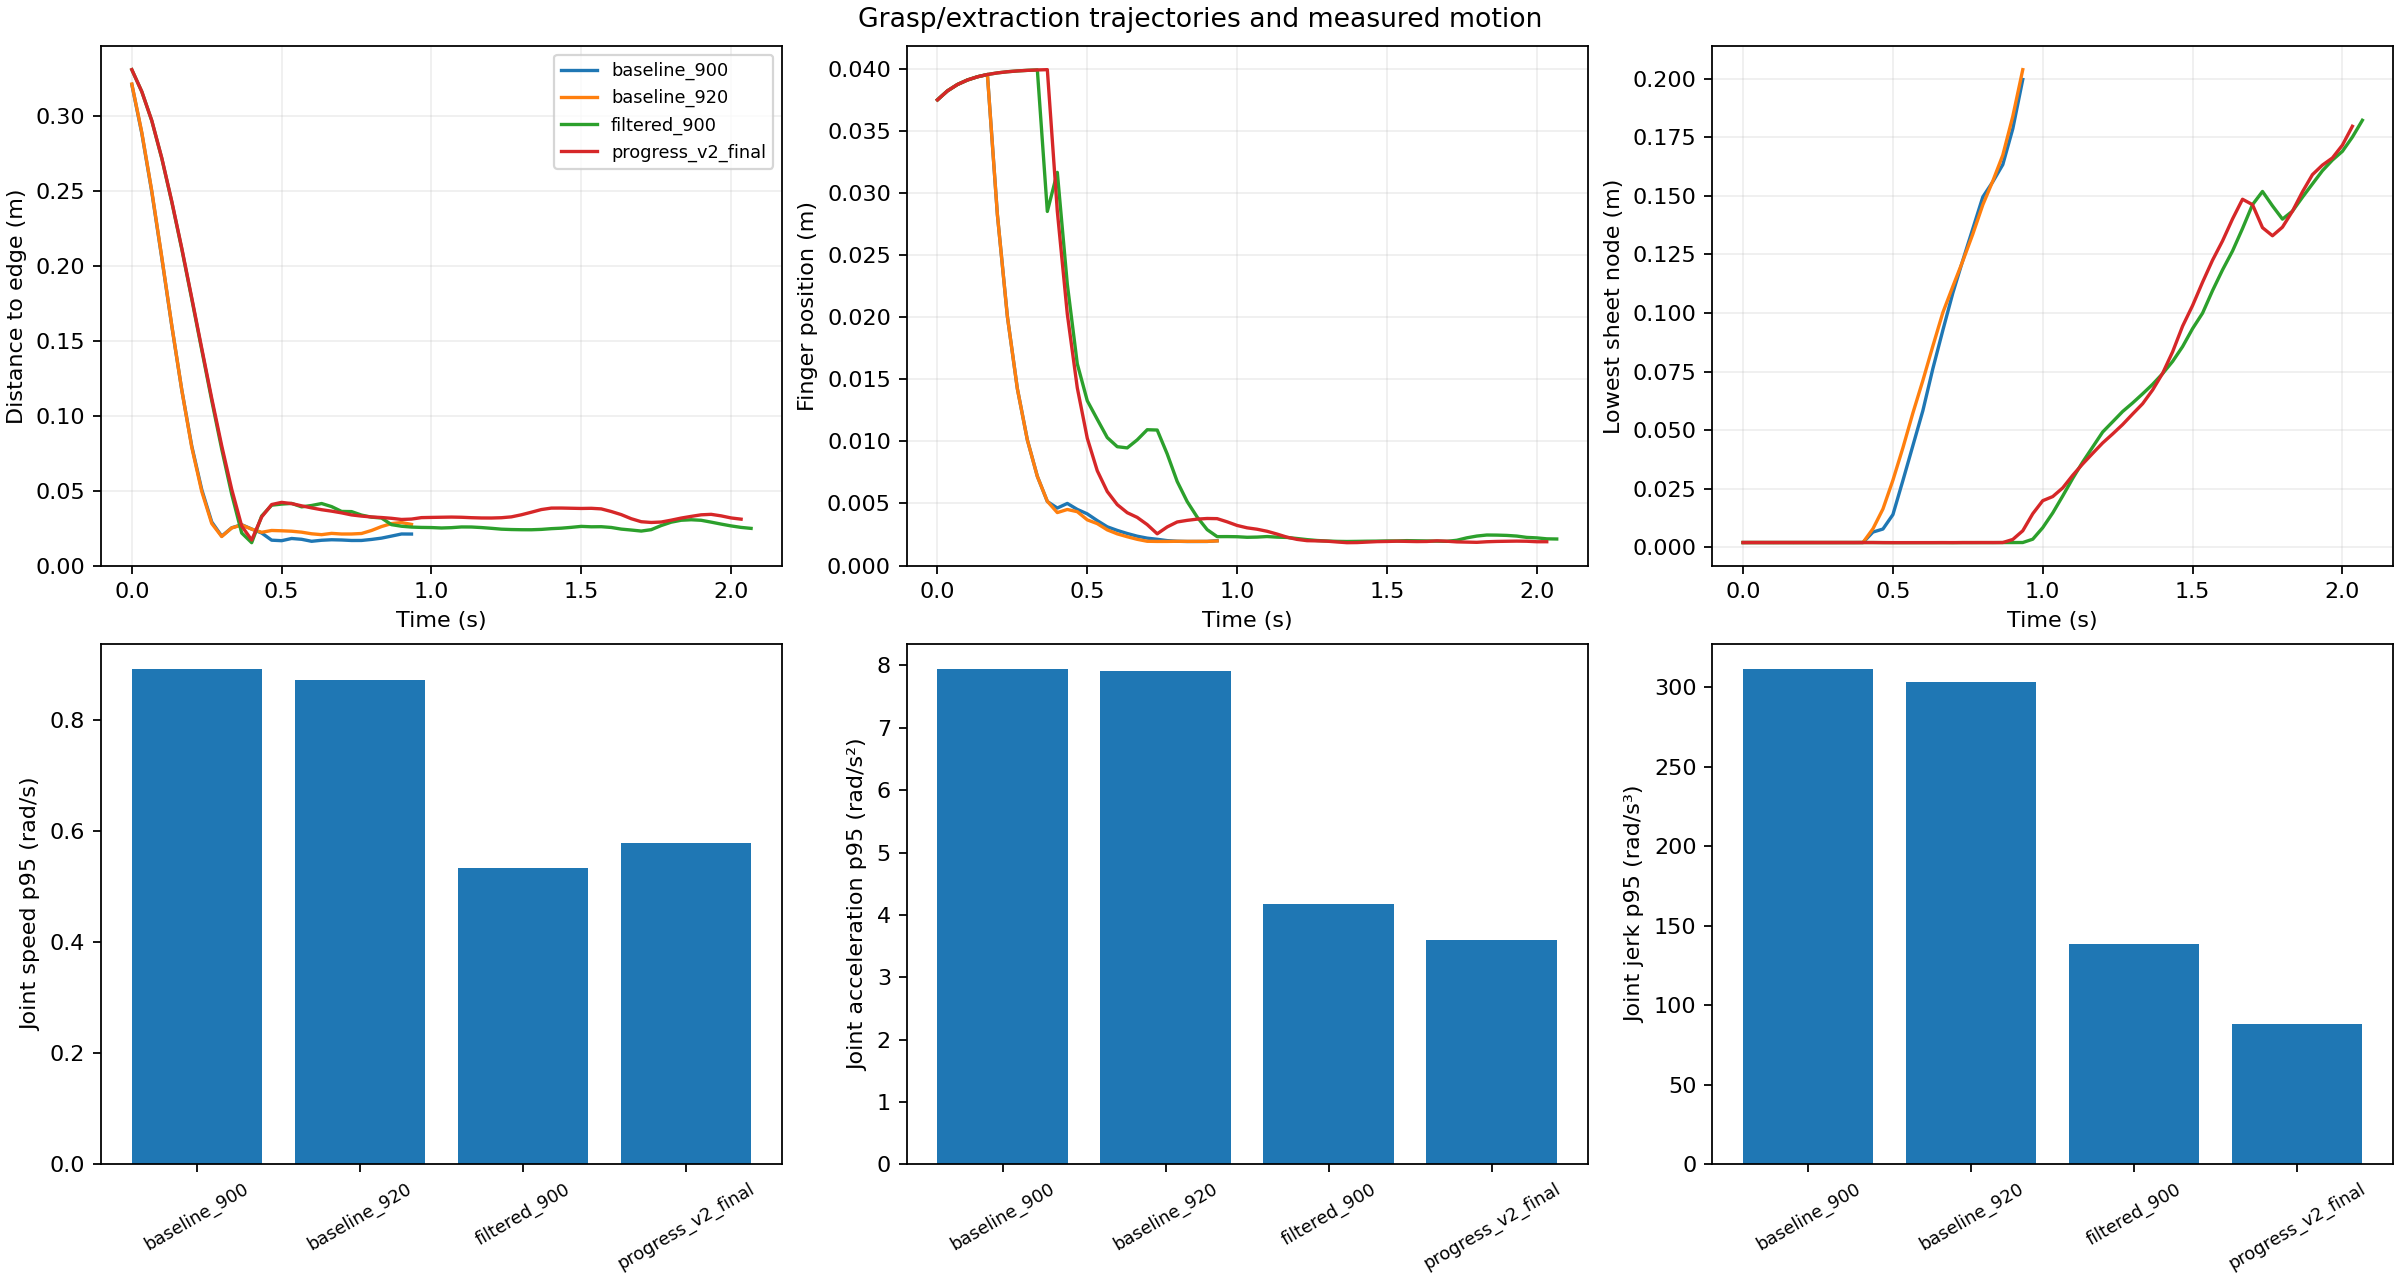 Grasp/extraction trajectories and measured motion
Distance to edge (m)
0.30
0.25
0.20
0.15
0.10
0.05
0.00
0.0 0.5 1.0 1.5 2.0
Time (s)
baseline_900
baseline_920
filtered_900
progress_v2_final
Finger position (m)
0.040
0.035
0.030
0.025
0.020
0.015
0.010
0.005
0.000
0.0 0.5 1.0 1.5 2.0
Time (s)
Lowest sheet node (m)
0.200
0.175
0.150
0.125
0.100
0.075
0.050
0.025
0.000
0.0 0.5 1.0 1.5 2.0
Time (s)
Joint speed p95 (rad/s)
0.8
0.6
0.4
0.2
0.0
baseline_900
baseline_920
filtered_900
progress_v2_final
Joint acceleration p95 (rad/s²)
8
7
6
5
4
3
2
1
0
baseline_900
baseline_920
filtered_900
progress_v2_final
Joint jerk p95 (rad/s³)
300
250
200
150
100
50
0
baseline_900
baseline_920
filtered_900
progress_v2_final